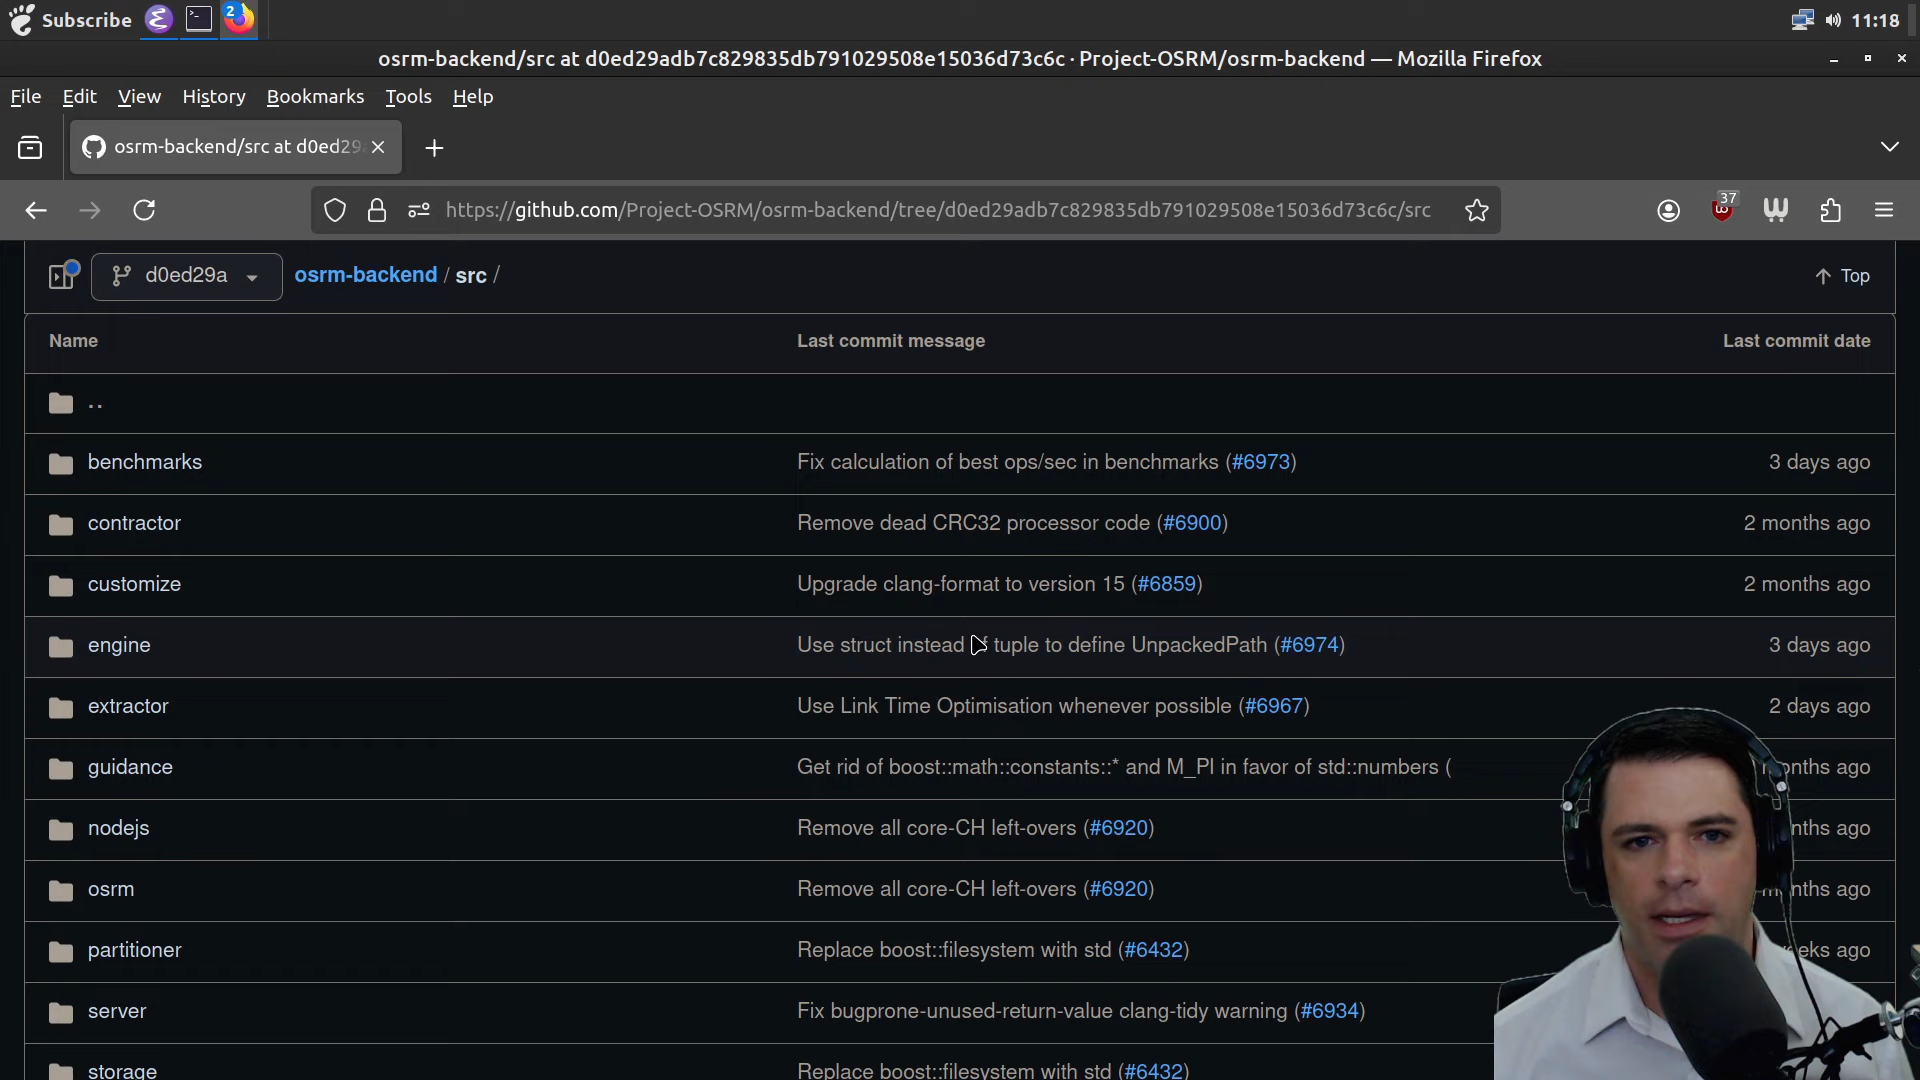 Subscribe
2
11:18
osrm-backend/src at d0ed29adb7c829835db791029508e15036d73c6c · Project-OSRM/osrm-backend — Mozilla Firefox
File Edit View History Bookmarks Tools Help
osrm-backend/src at d0ed29
https://github.com/Project-OSRM/osrm-backend/tree/d0ed29adb7c829835db791029508e15036d73c6c/src
37
d0ed29a osrm-backend / src / Top
Name Last commit message Last commit date
..
benchmarks Fix calculation of best ops/sec in benchmarks (#6973) 3 days ago
contractor Remove dead CRC32 processor code (#6900) 2 months ago
customize Upgrade clang-format to version 15 (#6859) 2 months ago
engine Use struct instead tuple to define UnpackedPath (#6974) 3 days ago
extractor Use Link Time Optimisation whenever possible (#6967) 2 days ago
guidance Get rid of boost::math::constants::* and M_PI in favor of std::numbers ( ago
nodejs Remove all core-CH left-overs (#6920) ago
osrm Remove all core-CH left-overs (#6920) ago
partitioner Replace boost::filesystem with std (#6432) ago
server Fix bugprone-unused-return-value clang-tidy warning (#6934)
storage Replace boost::filesystem with std (#6432)